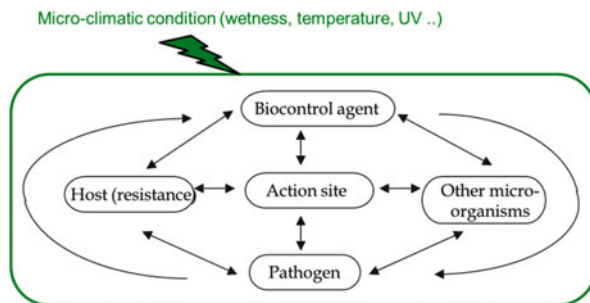 Micro-climatic condition (wetness, temperature, UV ..)
Biocontrol agent
Host (resistance)
Action site
Other micro-
organisms
Pathogen